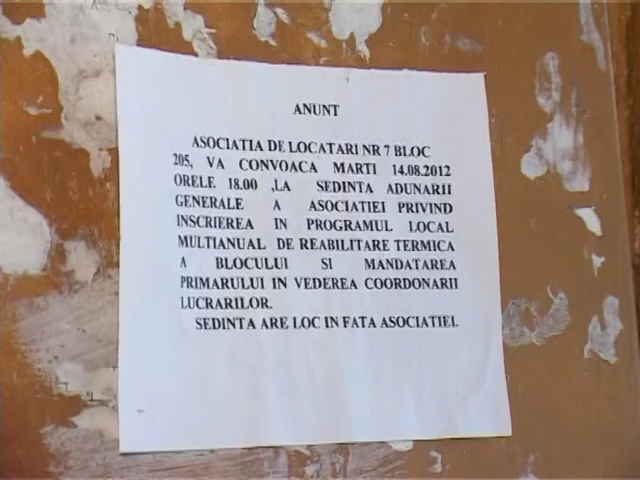 ANUNT
ASOCIATIA DE LOCATARI NR 7 BLOC
205, VA CONVOACA MARTI 14.08.2012
ORELE 18.00 ,LA SEDINTA ADUNARII
GENERALE A ASOCIATIEI PRIVIND
INSCRIEREA IN PROGRAMUL LOCAL
MULTIANUAL DE REABILITARE TERMICA
A BLOCULUI SI MANDATAREA
PRIMARULUI IN VEDEREA COORDONARII
LUCRARILOR.
SEDINTA ARE LOC IN FATA ASOCIATIEI.